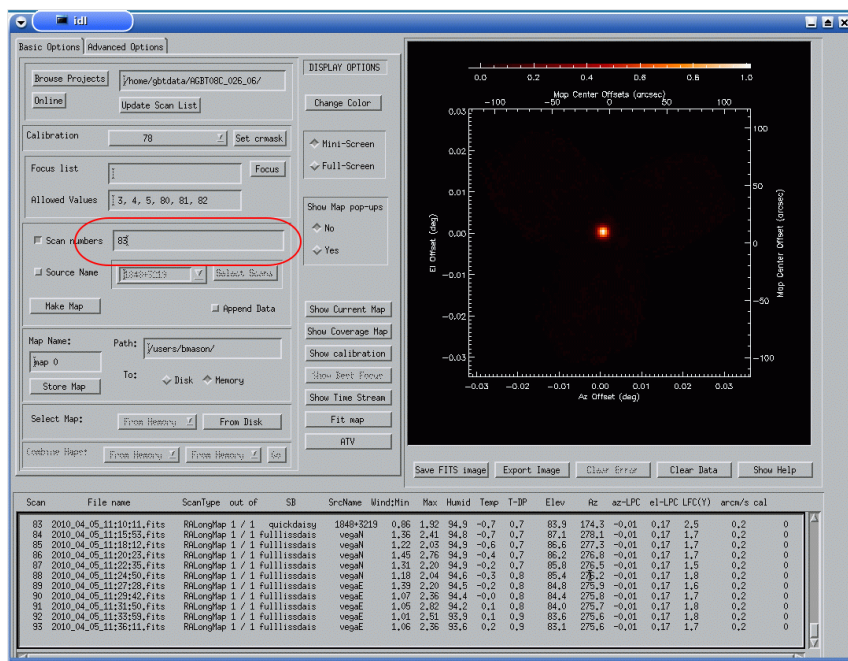 idl
Basic Options Advanced Options
Browse Projects /home/gbtdata/AGBT08C_026_06/
Online Update Scan List
Calibration 78 Set crmask
Focus list Focus
Allowed Values 3, 4, 5, 80, 81, 82
Scan numbers 83
Source Name 1848+3219 Select Scans
Make Map Append Data
Map Name: Path: /users/bmason/
map 0
To: Disk Memory
Store Map
Select Map: From Memory From Disk
Combine Maps: From Memory From Memory Go
DISPLAY OPTIONS
Change Color
Mini-Screen
Full-Screen
Show Map pop-ups
No
Yes
Show Current Map
Show Coverage Map
Show calibration
Show Best Focus
Show Time Stream
Fit map
ATV
0.0 0.2 0.4 0.6 0.8 1.0
Map Center Offsets (arcsec)
-100 -50 0 50 100
0.03
0.02
0.01
0.00
-0.01
-0.02
-0.03
El Offset (deg)
100
50
0
-50
-100
Map Center Offset (arcsec)
-0.03 -0.02 -0.01 0.00 0.01 0.02 0.03
Az Offset (deg)
Save FITS image Export Image Clear Error Clear Data Show Help
Scan File name ScanType out of SB SrcName Wind:Min Max Humid Temp T-DP Elev Az az-LPC el-LPC LFC(Y) arcm/s cal
83 2010_04_05_11:10:11.fits RALongMap 1 / 1 quickdaisy 1848+3219 0.86 1.92 94.9 -0.7 0.7 83.9 174.3 -0.01 0.17 2.5 0.2 0
84 2010_04_05_11:15:53.fits RALongMap 1 / 1 fulllissdais vegaN 1.36 2.41 94.8 -0.7 0.7 87.1 278.1 -0.01 0.17 1.7 0.2 0
85 2010_04_05_11:18:12.fits RALongMap 1 / 1 fulllissdais vegaN 1.22 2.03 94.9 -0.6 0.7 86.6 277.3 -0.01 0.17 1.7 0.2 0
86 2010_04_05_11:20:23.fits RALongMap 1 / 1 fulllissdais vegaN 1.45 2.76 94.9 -0.4 0.7 86.2 276.8 -0.01 0.17 1.7 0.2 0
87 2010_04_05_11:22:35.fits RALongMap 1 / 1 fulllissdais vegaN 1.31 2.20 94.9 -0.2 0.7 85.8 276.5 -0.01 0.17 1.5 0.2 0
88 2010_04_05_11:24:50.fits RALongMap 1 / 1 fulllissdais vegaN 1.18 2.04 94.6 -0.3 0.8 85.4 276.2 -0.01 0.17 1.8 0.2 0
89 2010_04_05_11:27:28.fits RALongMap 1 / 1 fulllissdais vegaE 1.39 2.20 94.5 -0.2 0.8 84.8 275.9 -0.01 0.17 1.6 0.2 0
90 2010_04_05_11:29:42.fits RALongMap 1 / 1 fulllissdais vegaE 1.07 2.36 94.4 -0.0 0.8 84.4 275.8 -0.01 0.17 1.7 0.2 0
91 2010_04_05_11:31:50.fits RALongMap 1 / 1 fulllissdais vegaE 1.05 2.82 94.2 0.1 0.8 84.0 275.7 -0.01 0.17 1.8 0.2 0
92 2010_04_05_11:33:59.fits RALongMap 1 / 1 fulllissdais vegaE 1.01 2.51 93.9 0.1 0.9 83.6 275.6 -0.01 0.17 1.8 0.2 0
93 2010_04_05_11:36:11.fits RALongMap 1 / 1 fulllissdais vegaE 1.06 2.36 93.6 0.2 0.9 83.1 275.6 -0.01 0.17 1.7 0.2 0